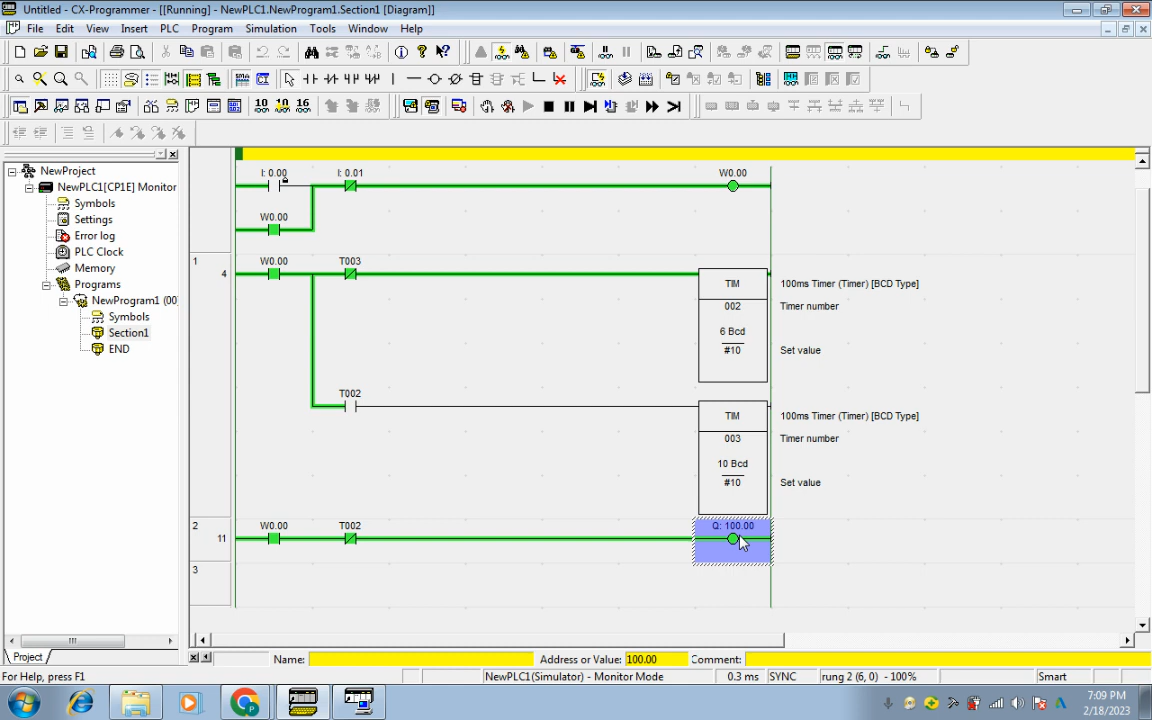 Untitled - CX-Programmer - [[Running] - NewPLC1.NewProgram1.Section1 [Diagram]]
File Edit View Insert PLC Program Simulation Tools Window Help
10 10 16
NewProject
NewPLC1[CP1E] Monitor
Symbols
Settings
Error log
PLC Clock
Memory
Programs
NewProgram1 (00
Symbols
Section1
END
Project
I: 0.00 I: 0.01 W0.00
W0.00
1
4
W0.00 T003
TIM 100ms Timer (Timer) [BCD Type]
002 Timer number
6 Bcd
#10 Set value
T002
TIM 100ms Timer (Timer) [BCD Type]
003 Timer number
10 Bcd
#10 Set value
2
11
W0.00 T002 Q: 100.00
3
Name: Address or Value: 100.00 Comment:
For Help, press F1 NewPLC1(Simulator) - Monitor Mode 0.3 ms SYNC rung 2 (6, 0) - 100% Smart
7:09 PM
2/18/2023